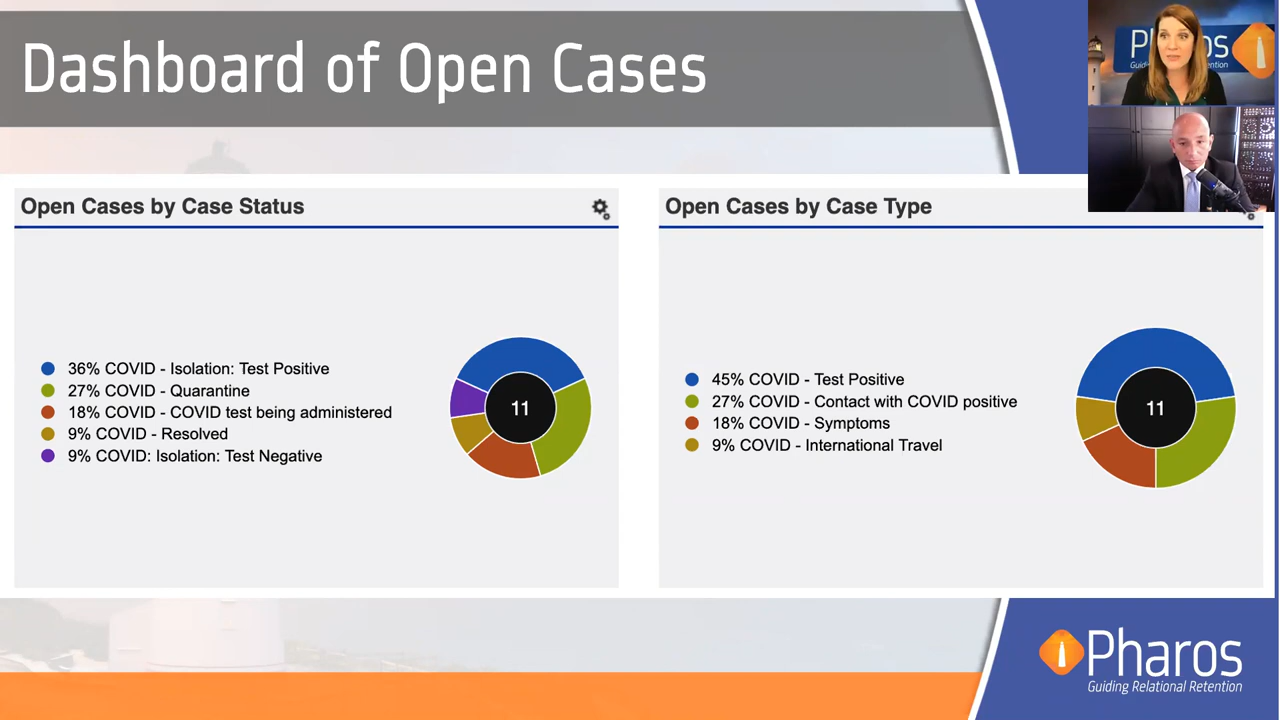 Dashboard of Open Cases
Pharos
Open Cases by Case Status
Open Cases by Case Type
36% COVID - Isolation: Test Positive
27% COVID - Quarantine
18% COVID - COVID test being administered
9% COVID - Resolved
9% COVID: Isolation: Test Negative
11
45% COVID - Test Positive
27% COVID - Contact with COVID positive
18% COVID - Symptoms
9% COVID - International Travel
11
Pharos
Guiding Relational Retention